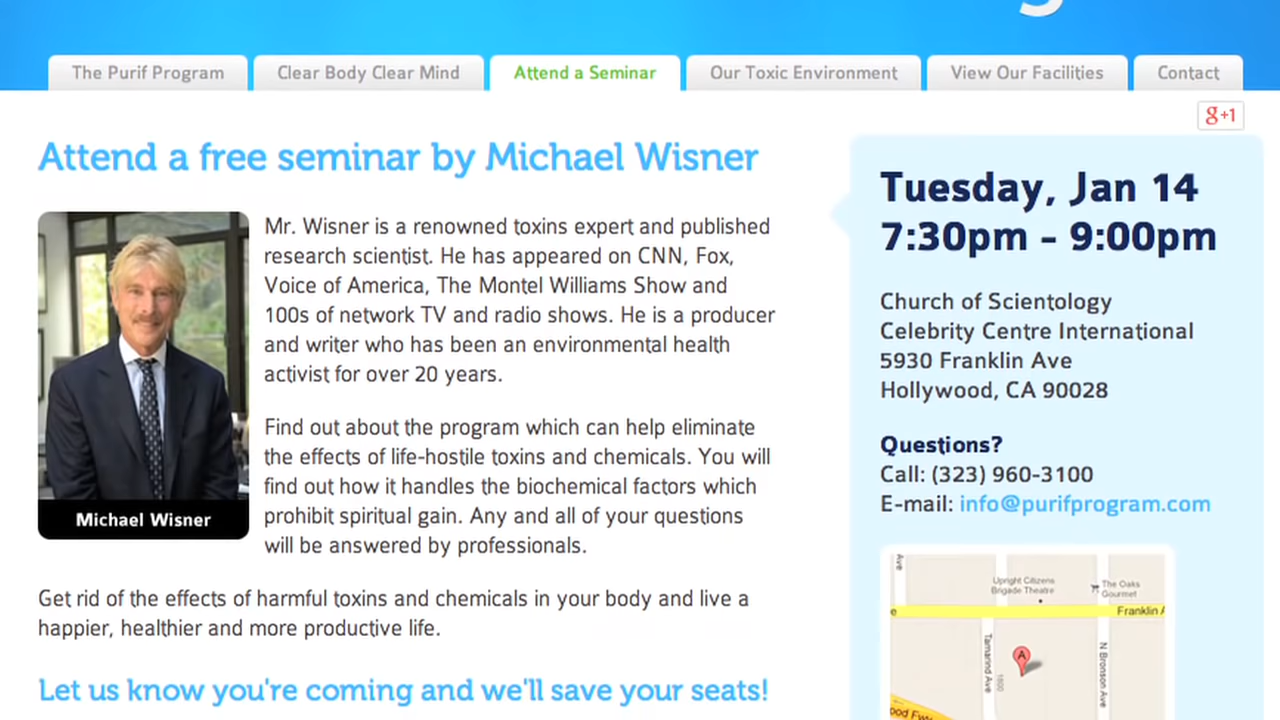 The Purif Program
Clear Body Clear Mind
Attend a Seminar
Our Toxic Environment
View Our Facilities
Contact
g+1
Attend a free seminar by Michael Wisner
Mr. Wisner is a renowned toxins expert and published
research scientist. He has appeared on CNN, Fox,
Voice of America, The Montel Williams Show and
100s of network TV and radio shows. He is a producer
and writer who has been an environmental health
activist for over 20 years.
Find out about the program which can help eliminate
the effects of life-hostile toxins and chemicals. You will
find out how it handles the biochemical factors which
prohibit spiritual gain. Any and all of your questions
will be answered by professionals.
Michael Wisner
Get rid of the effects of harmful toxins and chemicals in your body and live a
happier, healthier and more productive life.
Let us know you're coming and we'll save your seats!
Tuesday, Jan 14
7:30pm - 9:00pm
Church of Scientology
Celebrity Centre International
5930 Franklin Ave
Hollywood, CA 90028
Questions?
Call: (323) 960-3100
E-mail: info@purifprogram.com
Ave
Upright Citizens
Brigade Theatre
The Oaks
Gourmet
e
Franklin A
Tamarind Ave
1800
N Bronson Ave
A
ood Fwy